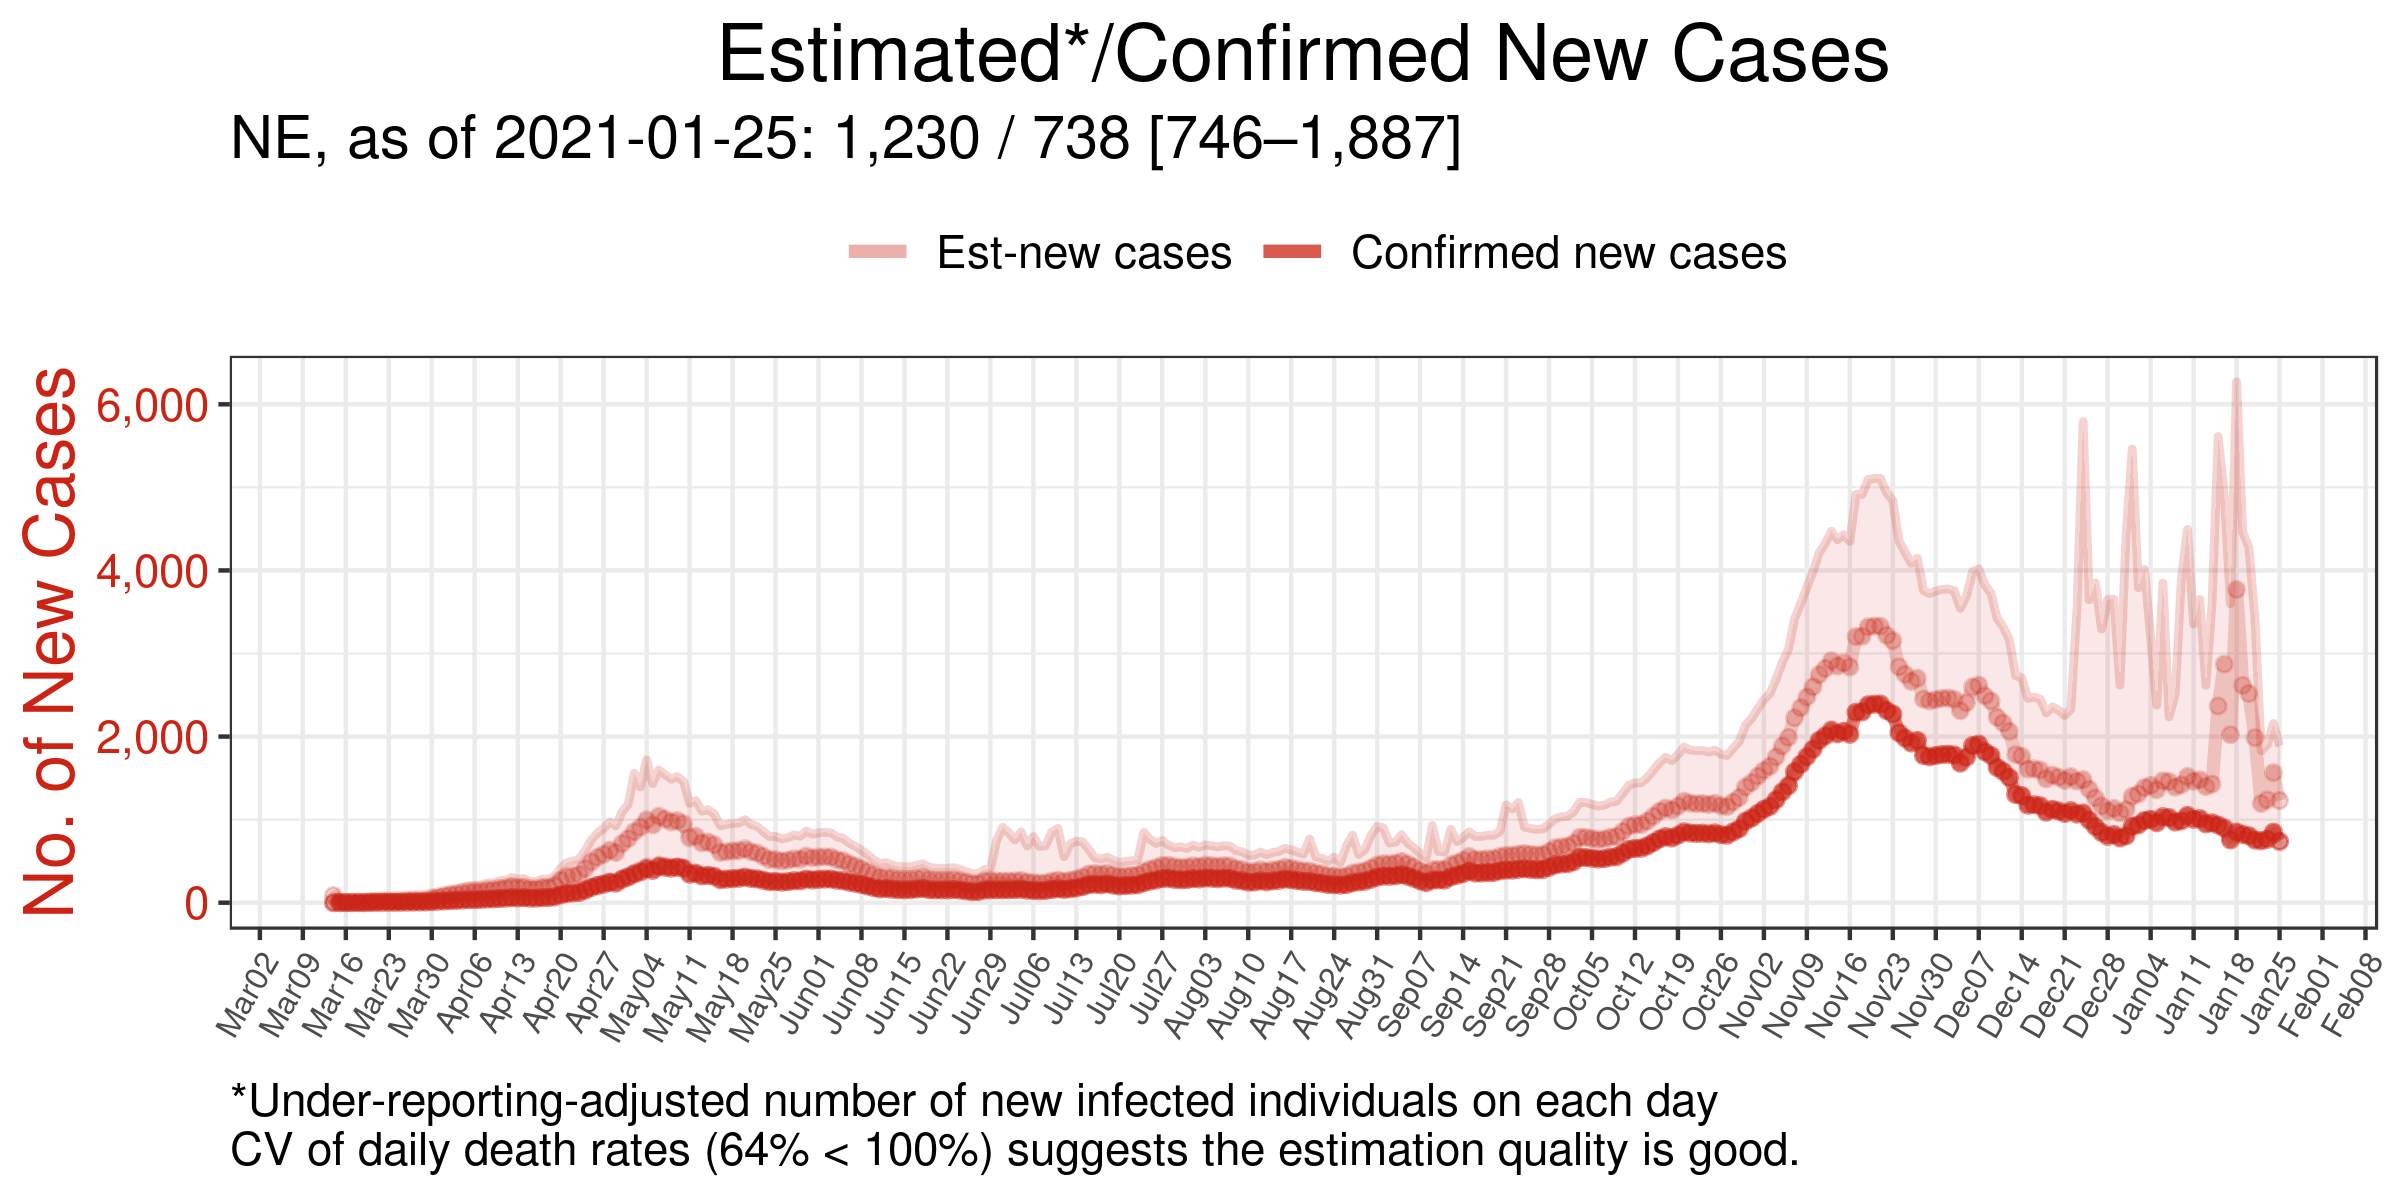 Estimated*/Confirmed New Cases
NE, as of 2021-01-25: 1,230 / 738 [746–1,887]
Est-new cases Confirmed new cases
No. of New Cases
6,000
4,000
2,000
0
Mar02 Mar09 Mar16 Mar23 Mar30 Apr06 Apr13 Apr20 Apr27 May04 May11 May18 May25 Jun01 Jun08 Jun15 Jun22 Jun29 Jul06 Jul13 Jul20 Jul27 Aug03 Aug10 Aug17 Aug24 Aug31 Sep07 Sep14 Sep21 Sep28 Oct05 Oct12 Oct19 Oct26 Nov02 Nov09 Nov16 Nov23 Nov30 Dec07 Dec14 Dec21 Dec28 Jan04 Jan11 Jan18 Jan25 Feb01 Feb08
*Under-reporting-adjusted number of new infected individuals on each day
CV of daily death rates (64% < 100%) suggests the estimation quality is good.